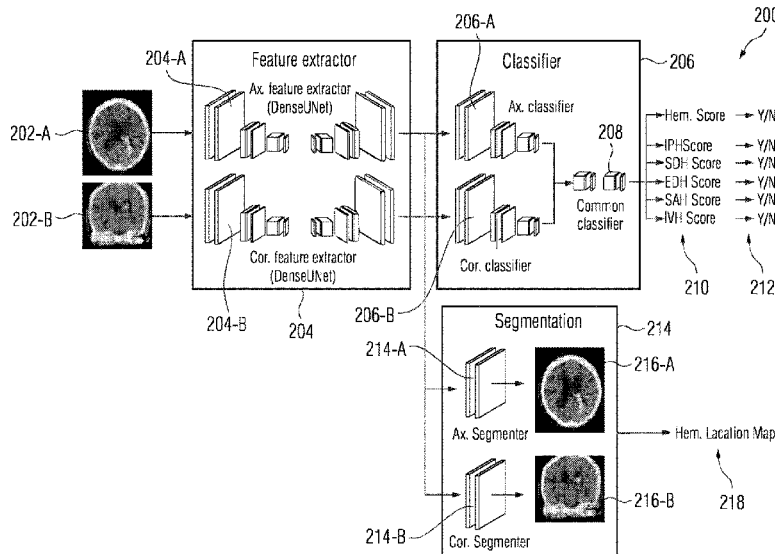 200
206-A
Feature extractor
Classifier
206
204-A
Ax. feature extractor
(DenseUNet)
Ax. classifier
202-A
208
Hem. Score
Y/N
IPHScore
Y/N
SDH Score
Y/N
EDH Score
Y/N
SAH Score
Y/N
IVH Score
Y/N
202-B
Common
classifier
Cor. feature extractor
(DenseUNet)
Cor. classifier
210
212
204-B
204
206-B
Segmentation
214
214-A
216-A
Ax. Segmenter
Hem. Lacation Map
218
216-B
214-B
Cor. Segmenter